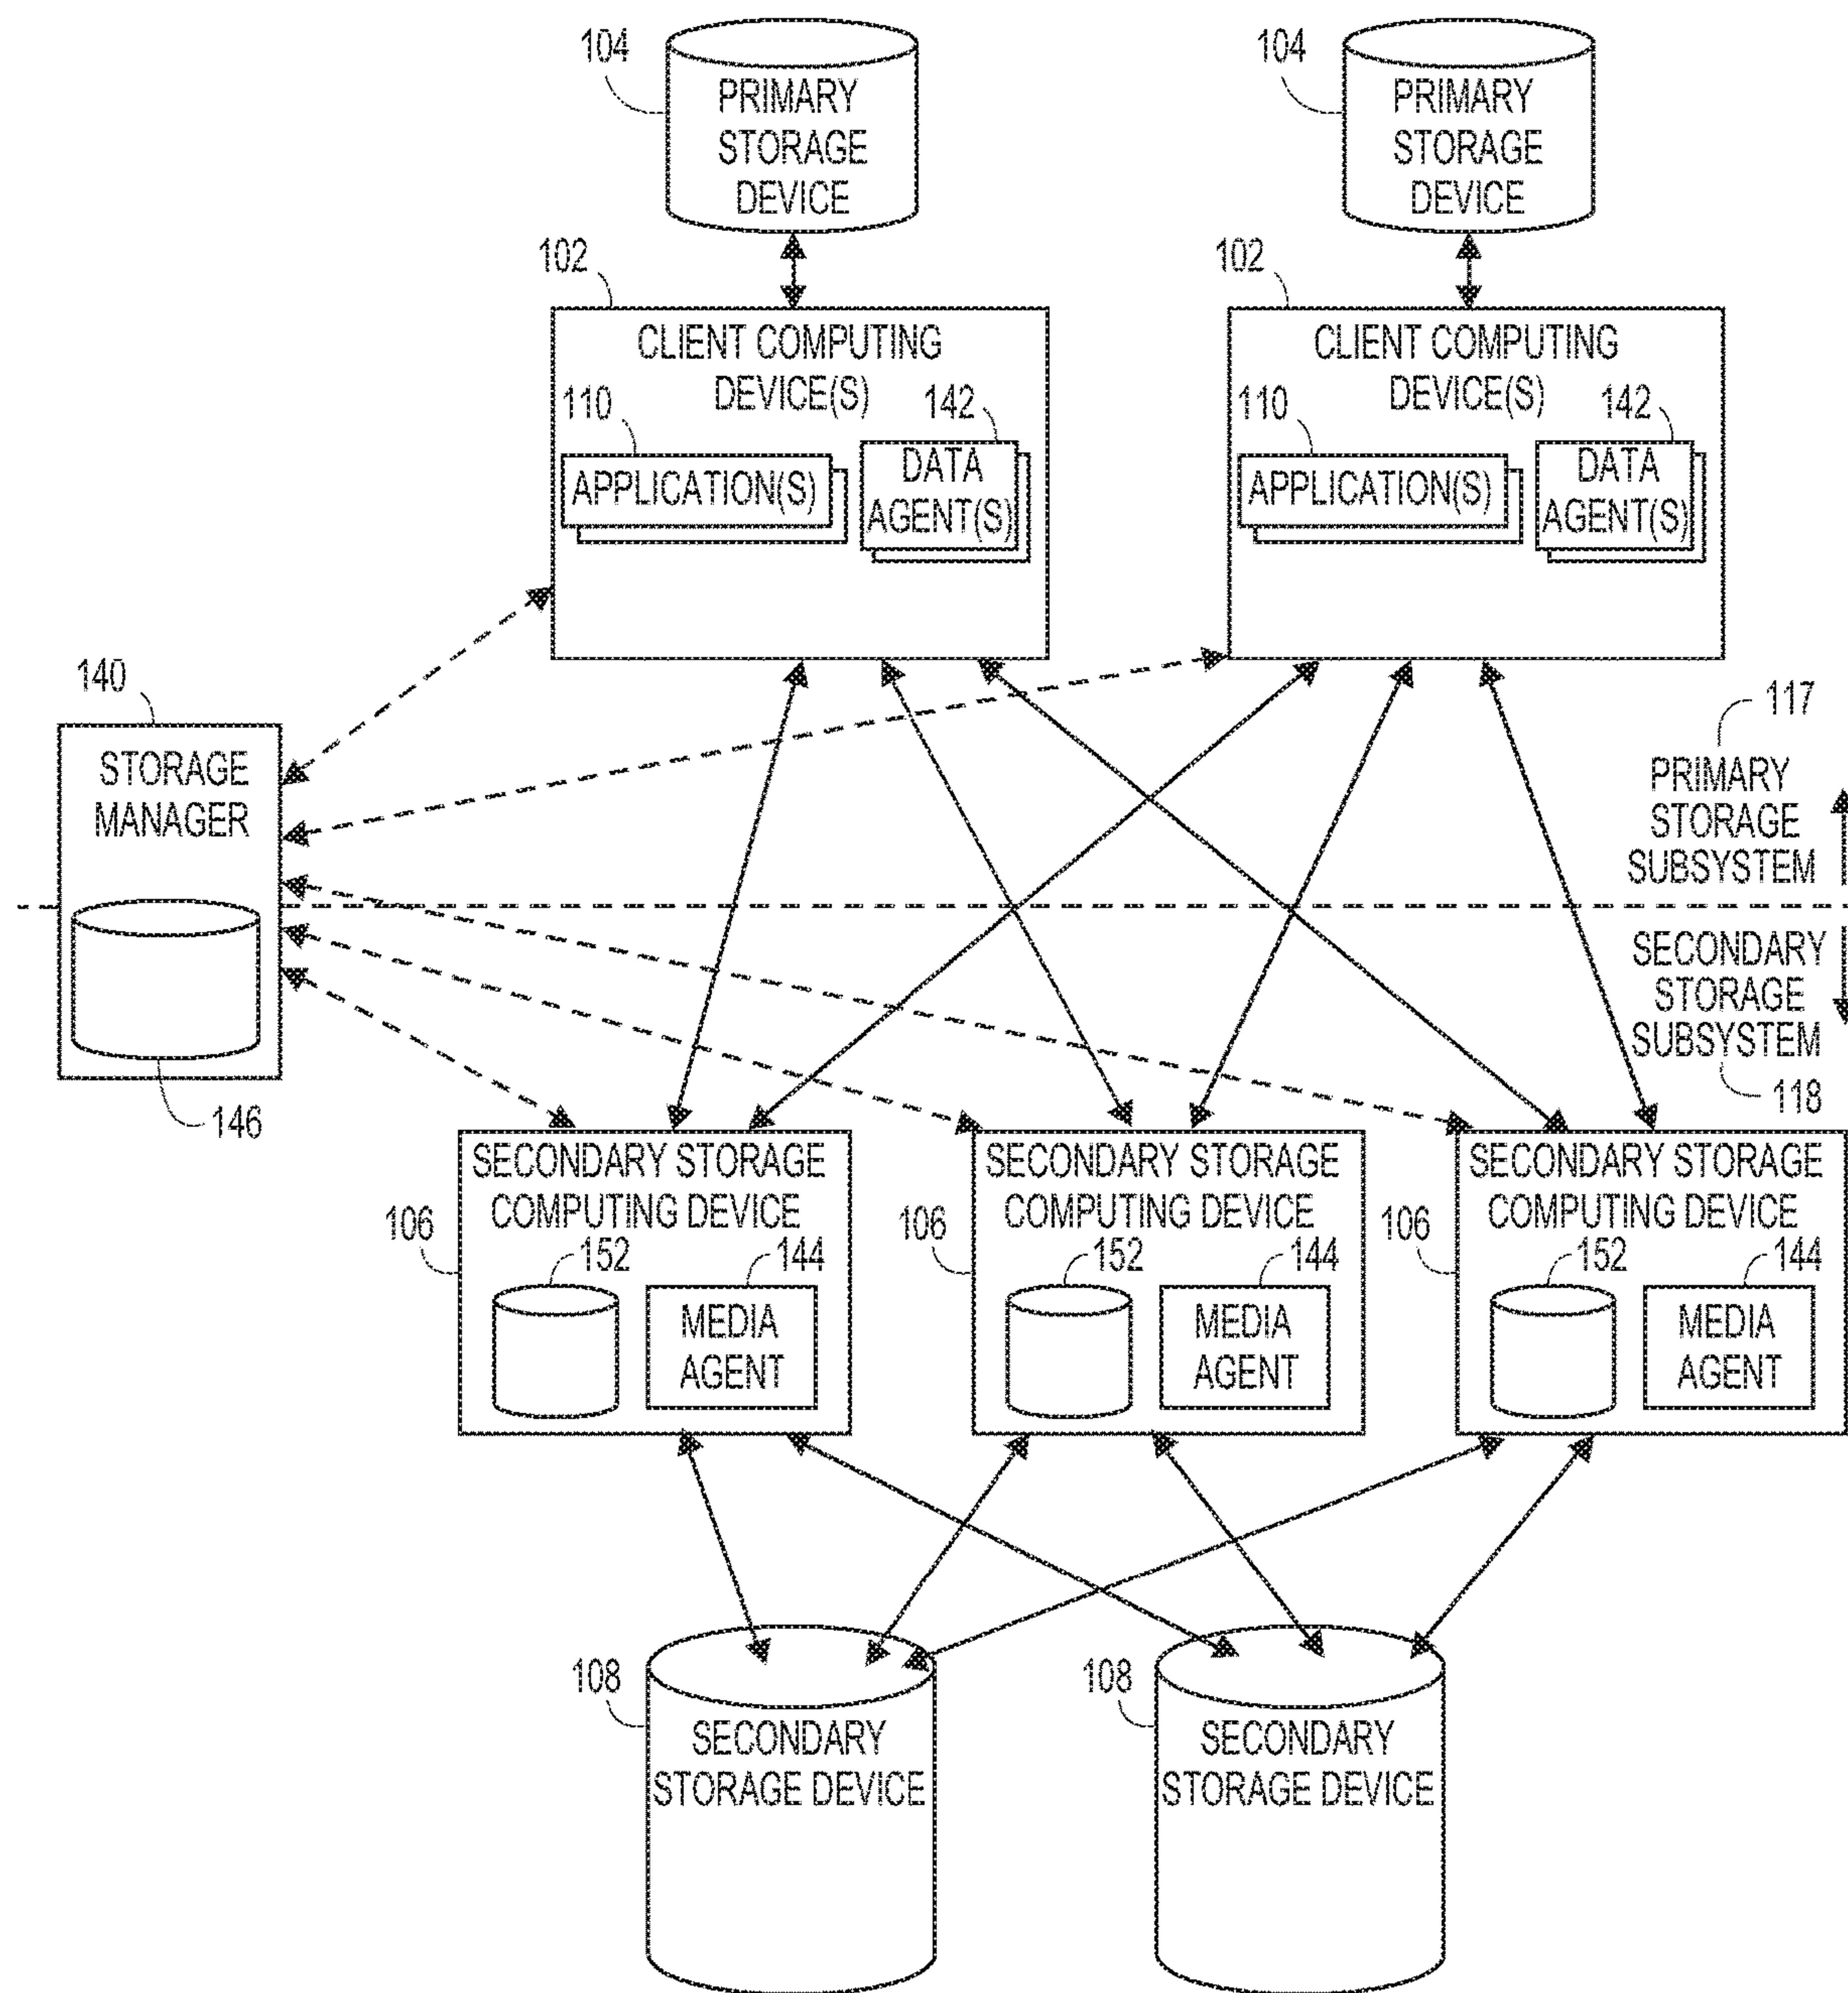 104
PRIMARY
STORAGE
DEVICE
104
PRIMARY
STORAGE
DEVICE
102
CLIENT COMPUTING
DEVICE(S)
110
142
APPLICATION(S)
DATA
AGENT(S)
102
CLIENT COMPUTING
DEVICE(S)
110
142
APPLICATION(S)
DATA
AGENT(S)
140
STORAGE
MANAGER
146
117
PRIMARY
STORAGE
SUBSYSTEM
SECONDARY
STORAGE
SUBSYSTEM
118
106
SECONDARY STORAGE
COMPUTING DEVICE
152
144
MEDIA
AGENT
106
SECONDARY STORAGE
COMPUTING DEVICE
152
144
MEDIA
AGENT
106
SECONDARY STORAGE
COMPUTING DEVICE
152
144
MEDIA
AGENT
108
SECONDARY
STORAGE DEVICE
108
SECONDARY
STORAGE DEVICE